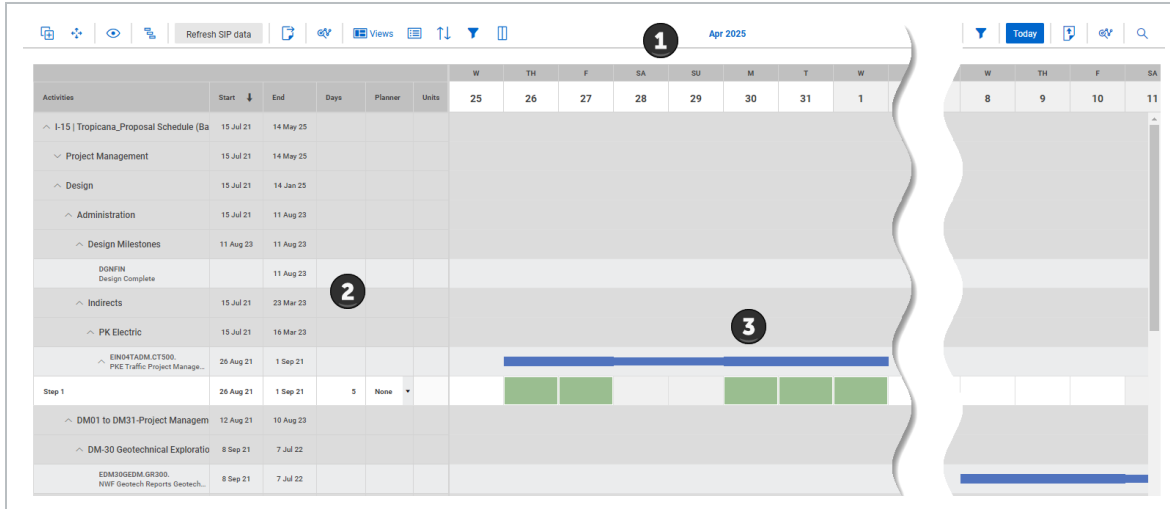 Refresh SIP data Views 1 Apr 2025 Today
W TH F SA SU M T W W TH F SA
Activities Start End Days Planner Units 25 26 27 28 29 30 31 1 8 9 10 11
I-15 | Tropicana_Proposal Schedule (Ba 15 Jul 21 14 May 25
Project Management 15 Jul 21 14 May 25
Design 15 Jul 21 14 Jan 25
Administration 15 Jul 21 11 Aug 23
Design Milestones 11 Aug 23 11 Aug 23
DGNFIN
Design Complete 11 Aug 23
2
Indirects 15 Jul 21 23 Mar 23
PK Electric 15 Jul 21 16 Mar 23
3
EIN04TADM.CT500.
PKE Traffic Project Manage... 26 Aug 21 1 Sep 21
Step 1 26 Aug 21 1 Sep 21 5 None
DM01 to DM31-Project Managem 12 Aug 21 10 Aug 23
DM-30 Geotechnical Exploratio 8 Sep 21 7 Jul 22
EDM30GEDM.GR300.
NWF Geotech Reports Geotech... 8 Sep 21 7 Jul 22